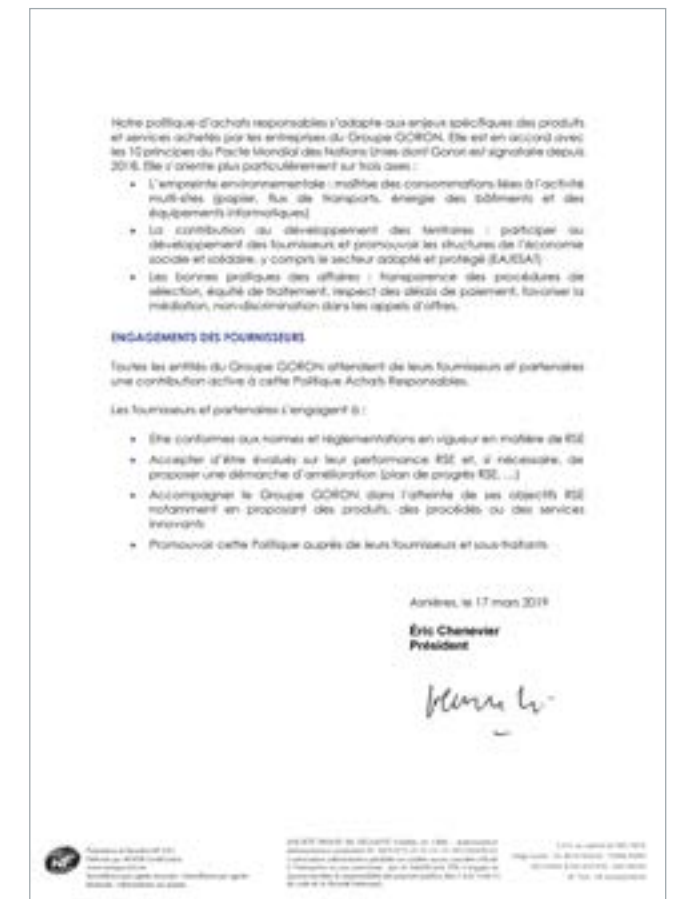 Notre politique d'achats responsables s'adapte aux enjeux spécifiques des produits
et services achetés par les entreprises du Groupe GORON. Elle est en accord avec
les 10 principes du Pacte Mondial des Nations Unies dont Goron est signataire depuis
2018. Elle s'oriente plus particulièrement sur trois axes :
• L'empreinte environnementale : maîtrise des consommations liées à l'activité
multi-sites (papier, flux de transports, énergie des bâtiments et des
équipements informatiques)
• La contribution au développement des territoires : participer au
développement des fournisseurs et promouvoir les structures de l'économie
sociale et solidaire, y compris le secteur adapté et protégé (EA/ESAT)
• Les bonnes pratiques des affaires : transparence des procédures de
sélection, équité de traitement, respect des délais de paiement, favoriser la
médiation, non-discrimination dans les appels d'offres.
ENGAGEMENTS DES FOURNISSEURS
Toutes les entités du Groupe GORON attendent de leurs fournisseurs et partenaires
une contribution active à cette Politique Achats Responsables.
Les fournisseurs et partenaires s'engagent à :
• Etre conformes aux normes et réglementations en vigueur en matière de RSE
• Accepter d'être évalués sur leur performance RSE et, si nécessaire, de
proposer une démarche d'amélioration (plan de progrès RSE, …)
• Accompagner le Groupe GORON dans l'atteinte de ses objectifs RSE
notamment en proposant des produits, des procédés ou des services
innovants
• Promouvoir cette Politique auprès de leurs fournisseurs et sous-traitants
Asnières, le 17 mars 2019
Éric Chenevier
Président
NF